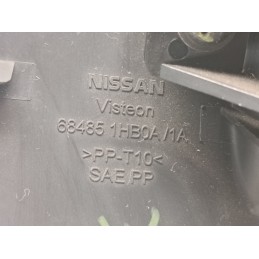 NISSAN
Visteon
68485 1HB0A/1A
>PP-T10<
SAE PP